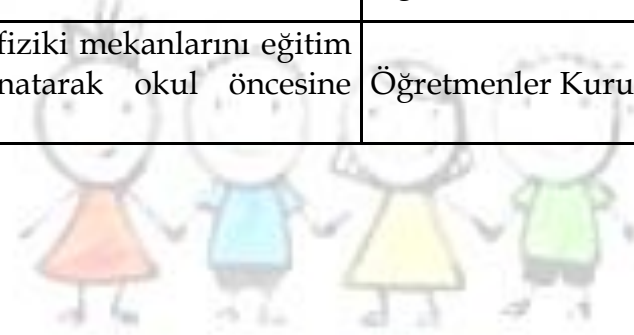 fiziki mekanlarını eğitim
natarak okul öncesine
Öğretmenler Kuru